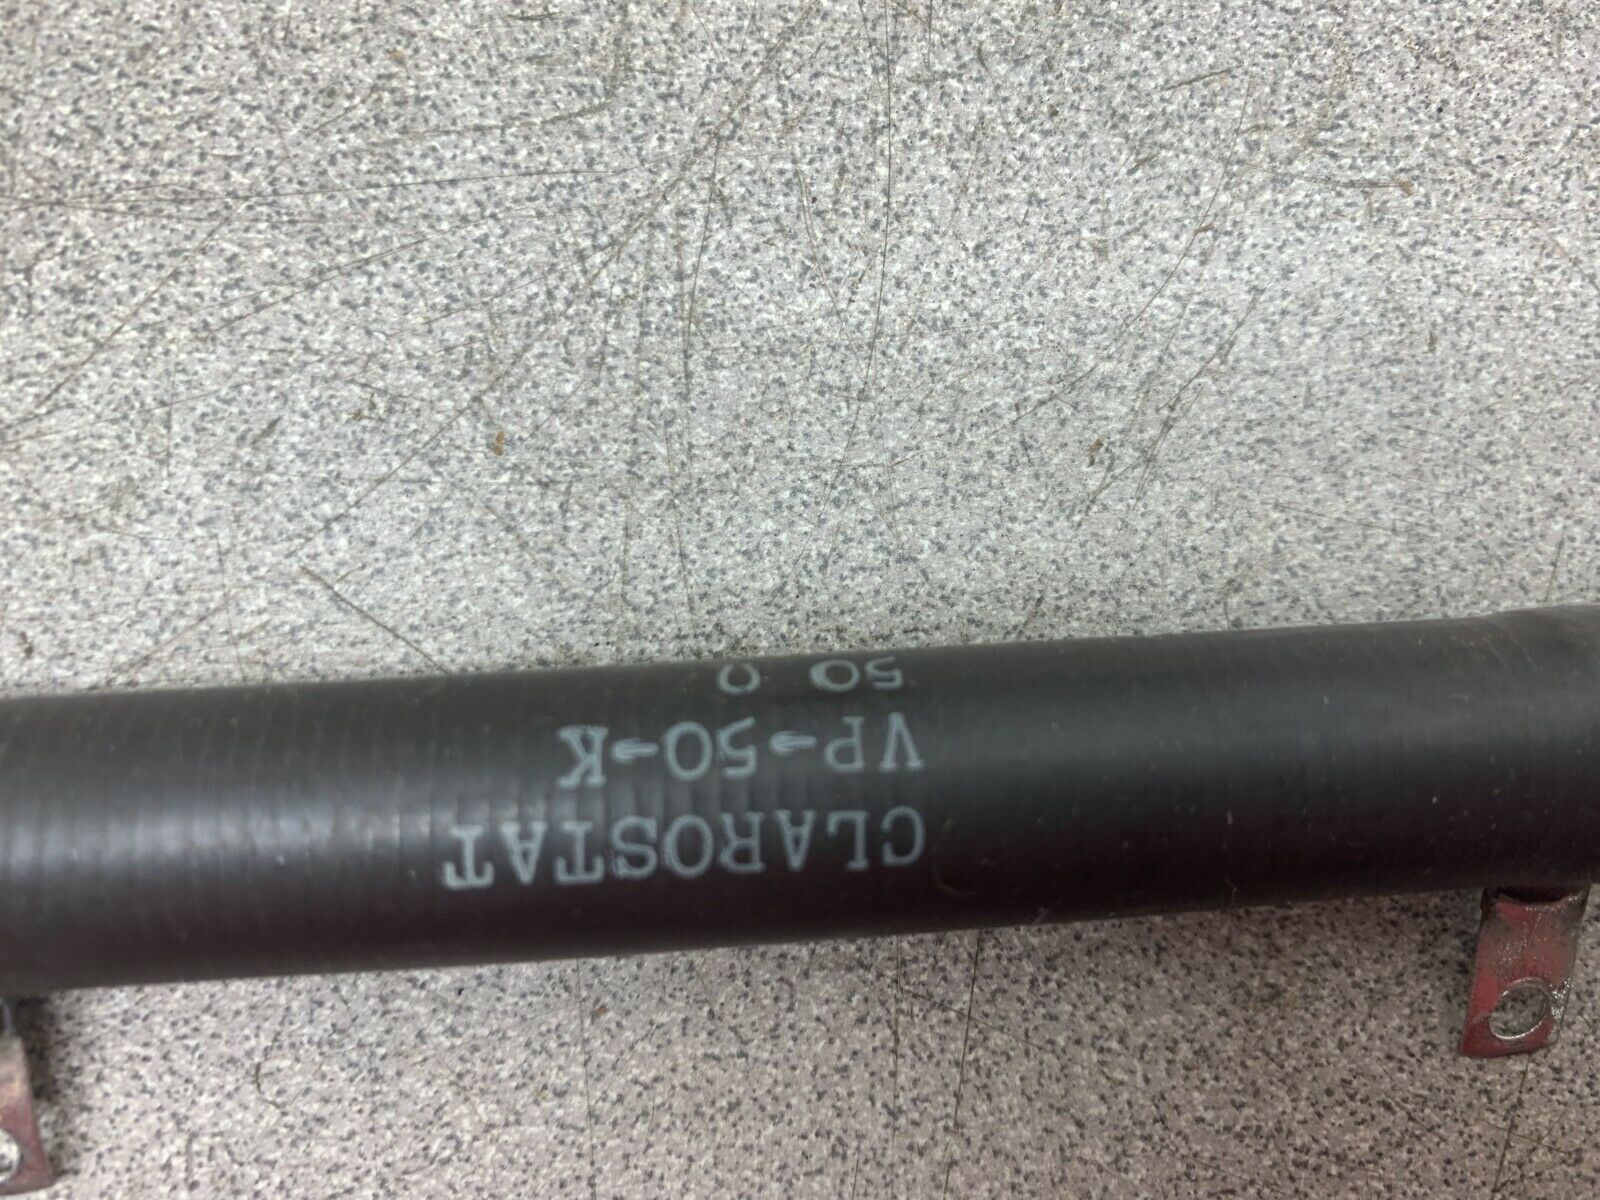 CLAROSTAT
VP-50-K
50 Ω